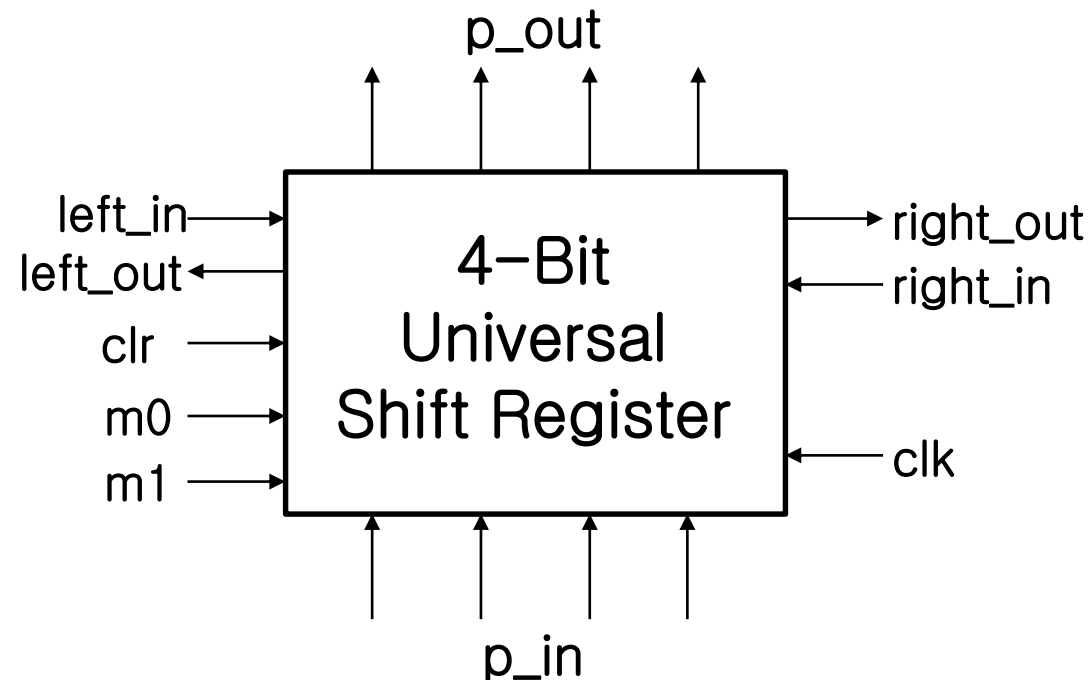 p_out
left_in
left_out
clr
m0
m1
4-Bit
Universal
Shift Register
right_out
right_in
clk
p_in